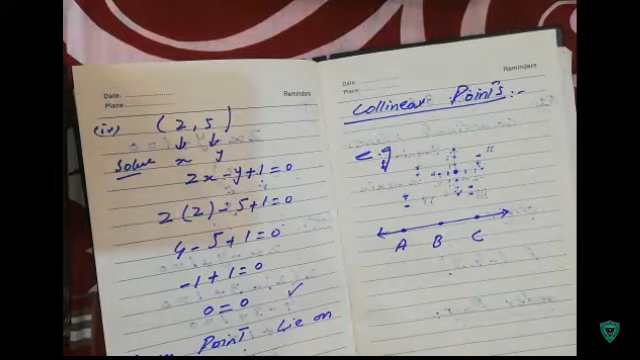 Date:
Place:
Reminders
(iv) (2, 5)
Solve x y
2x - y + 1 = 0
2(2) - 5 + 1 = 0
4 - 5 + 1 = 0
-1 + 1 = 0
0 = 0 ✓
Point lie on
Date:
Place:
Reminders
Collinear Points :-
e.g
A B C